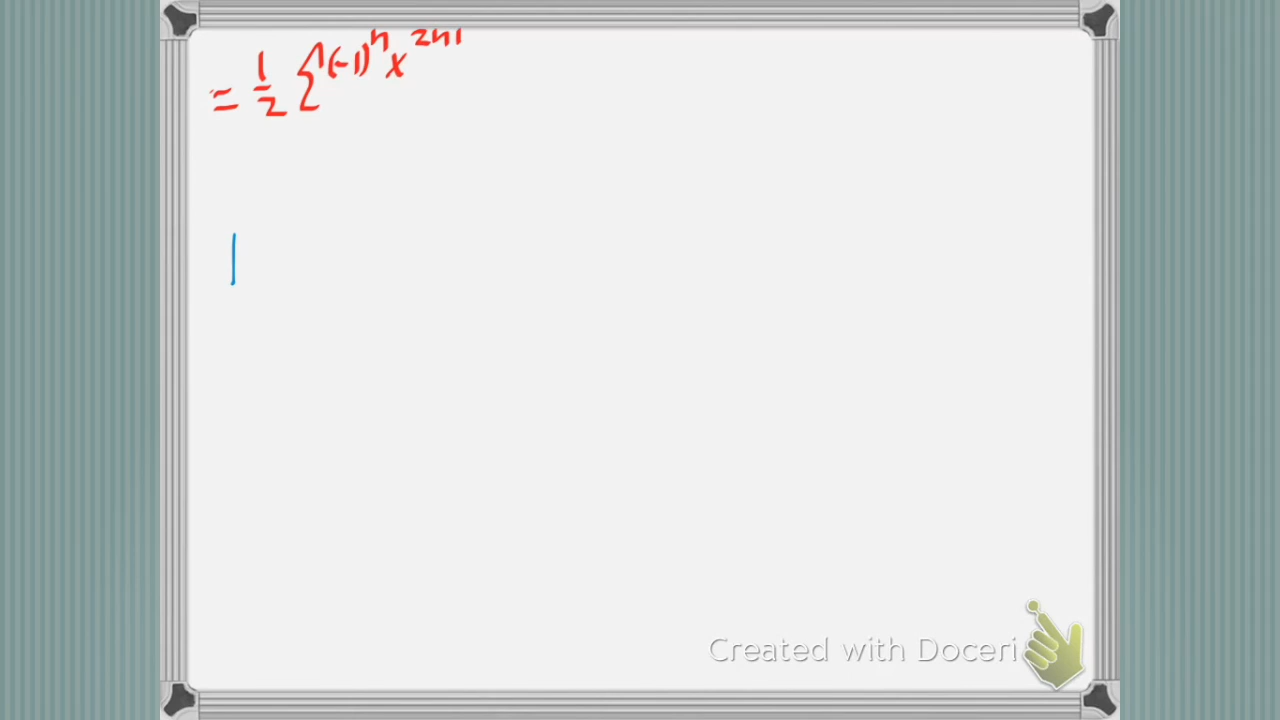 = 1/2 Σ (-1)^n x^2n+1
Created with Doceri